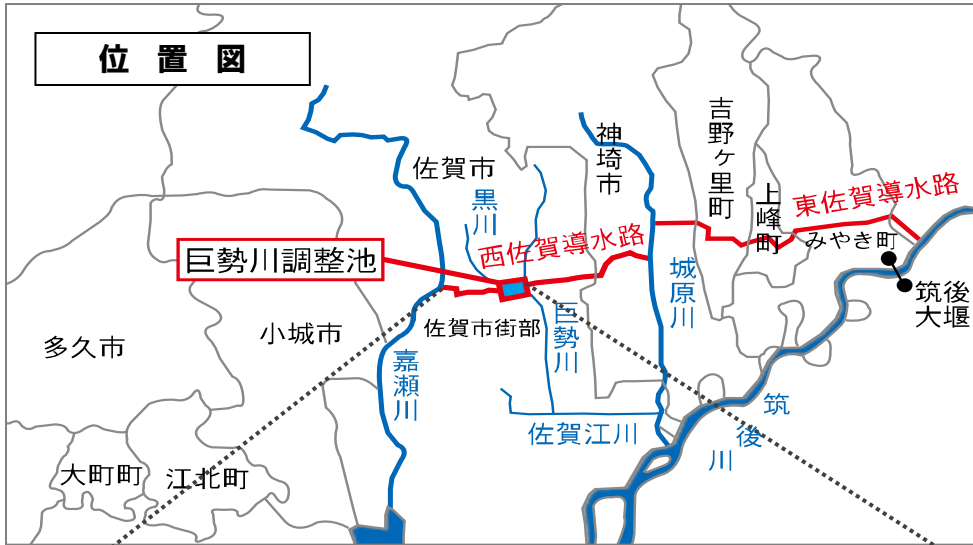 位置図
吉野ヶ里町
神埼市
佐賀市
黒川
上峰町
東佐賀導水路
西佐賀導水路
みやき町
巨勢川調整池
城原川
筑後
大堰
巨勢川
佐賀市街部
小城市
多久市
嘉瀬川
筑後川
佐賀江川
大町町
江北町